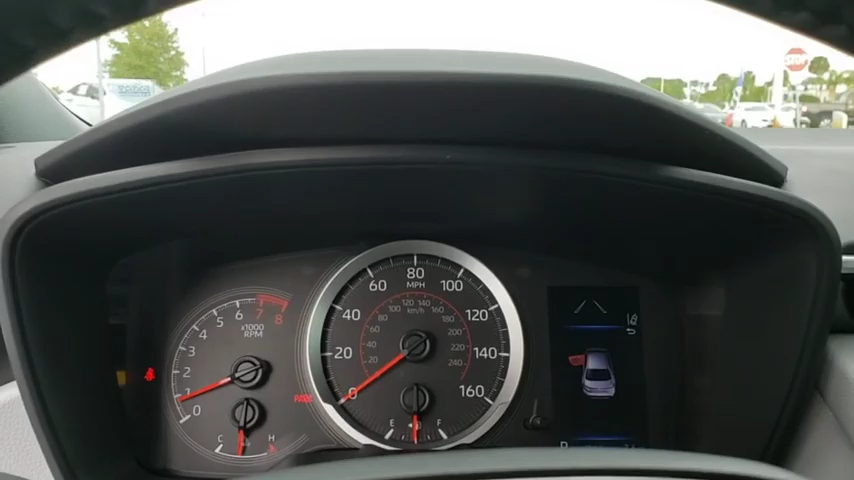 STOP
80
60 MPH 100
120 140
100 160
km/h
80 180
40 120
60 200
40 220
20 240
20 140
0 160
E F
5 6 7
4 8
3 x1000
RPM
2
1
0
C H
PARK
P